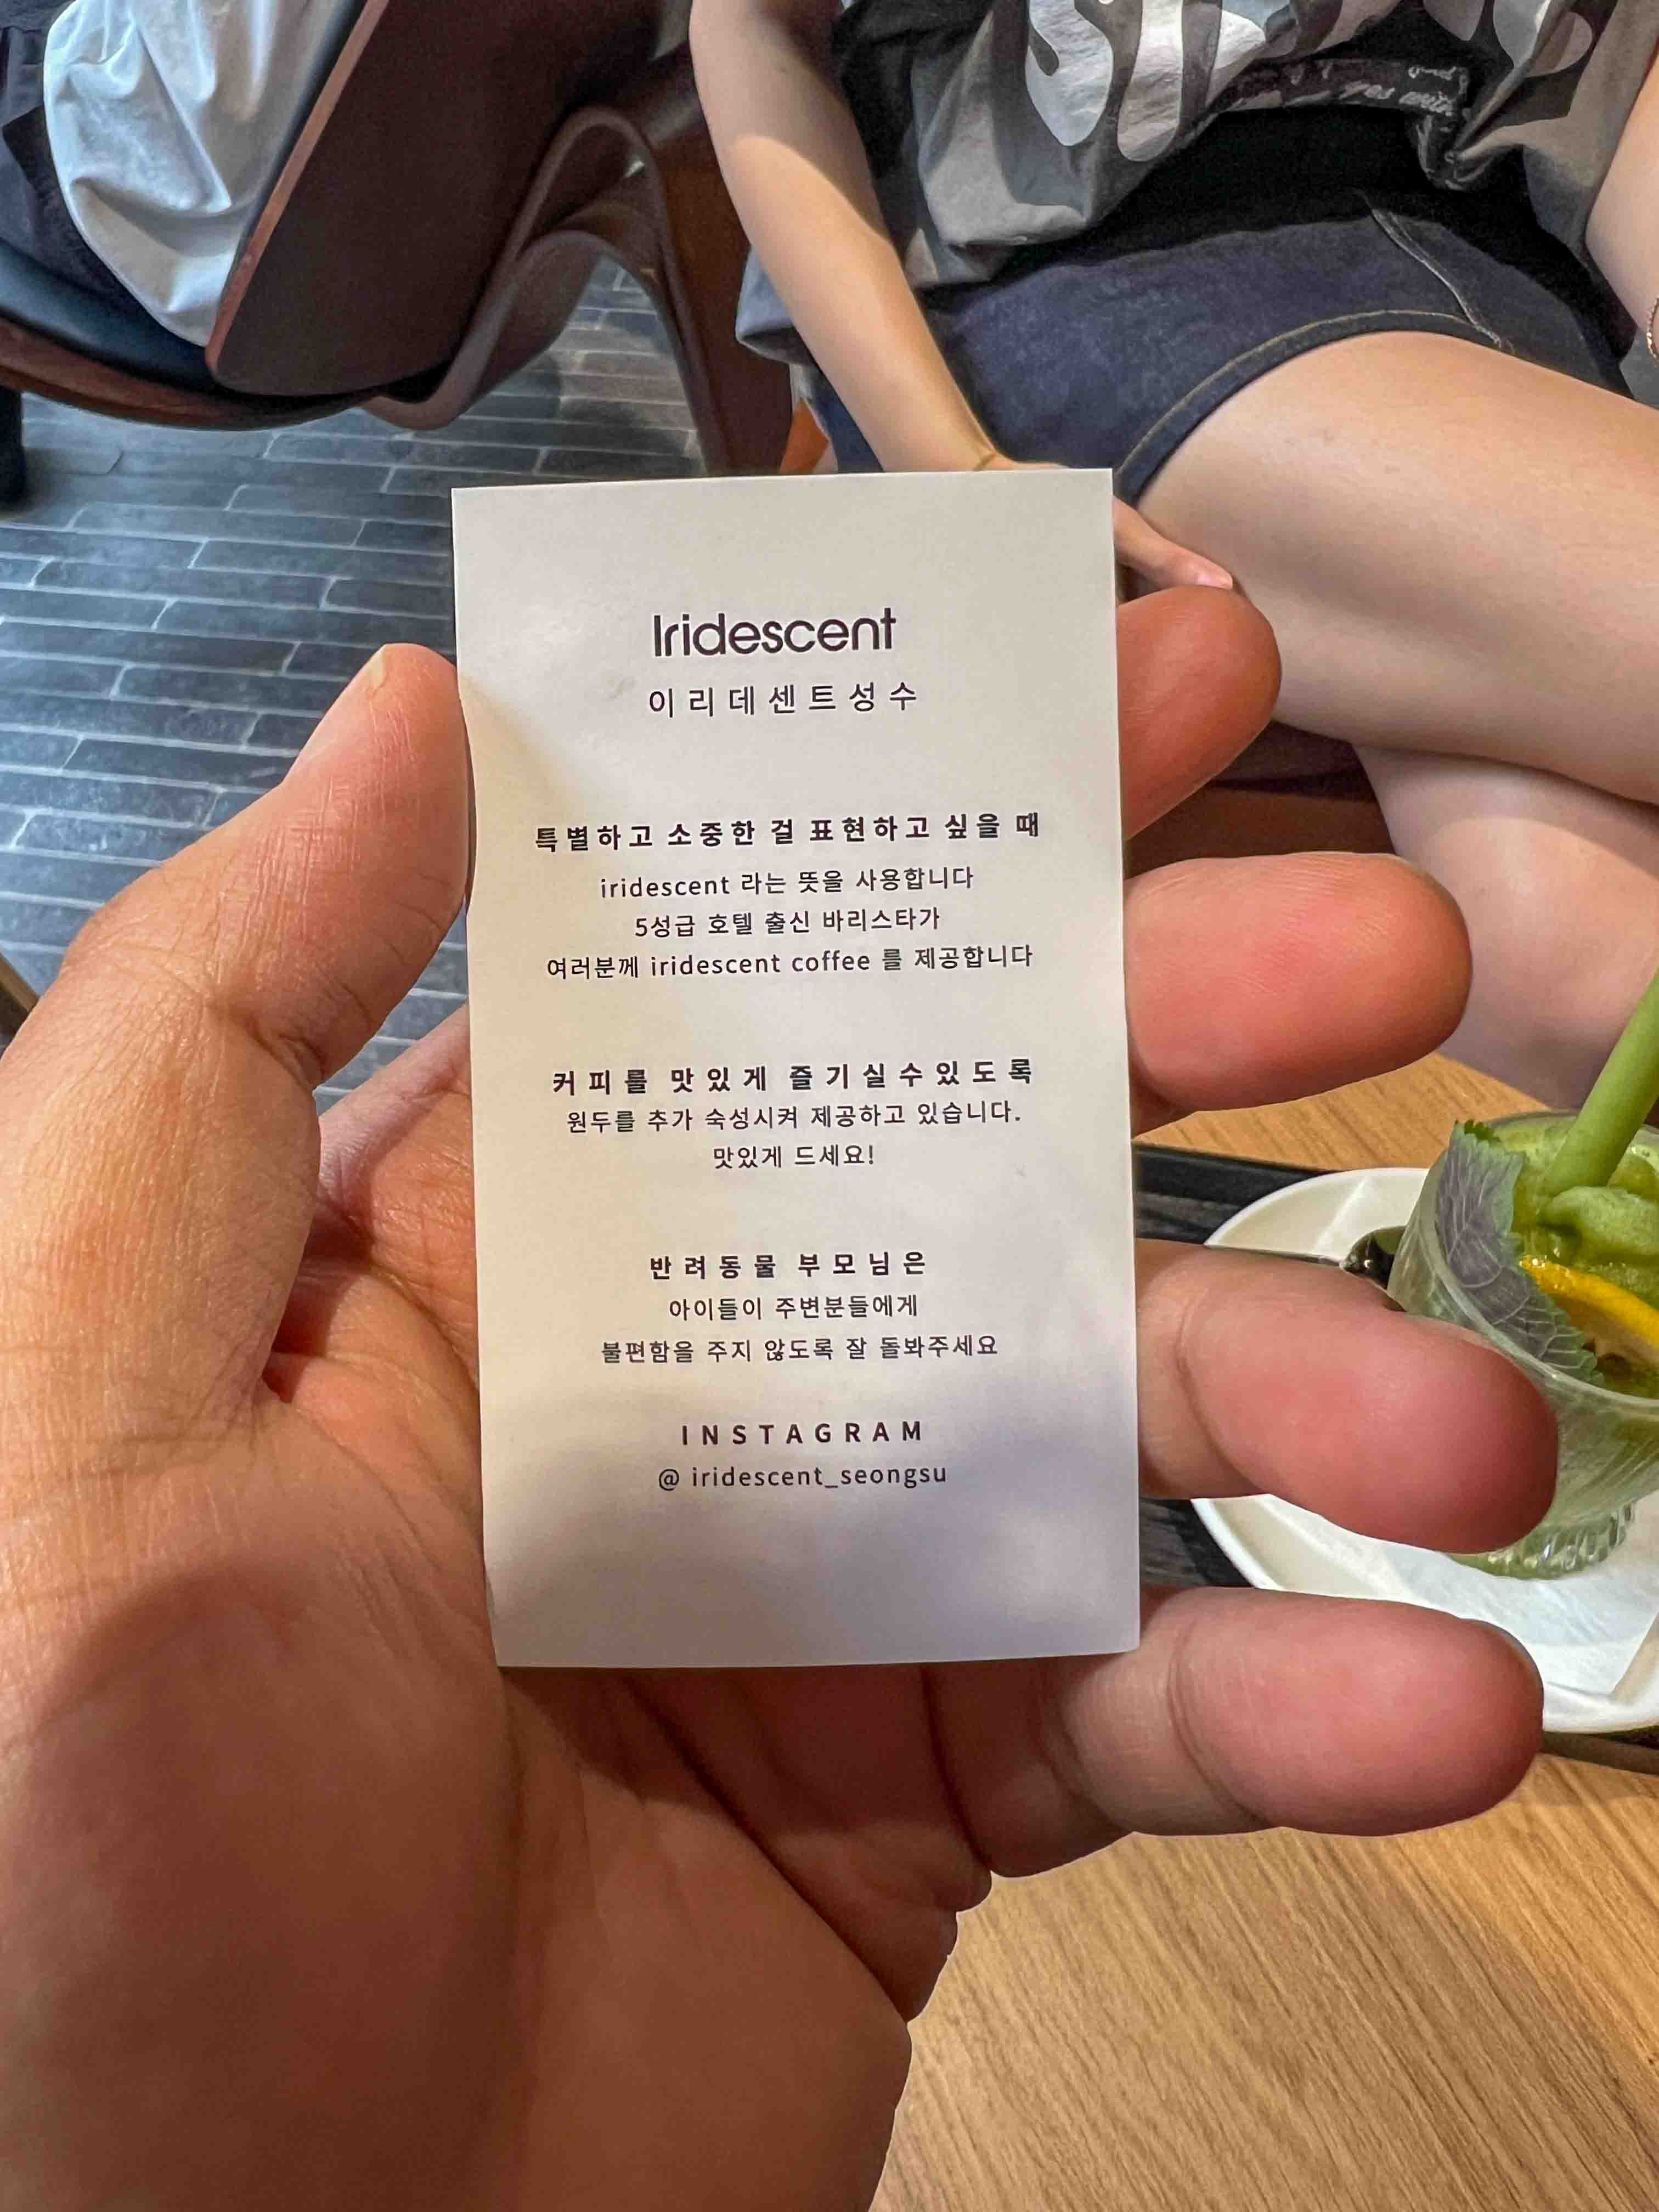 Iridescent
이리데센트성수
특별하고 소중한 걸 표현하고 싶을 때
iridescent 라는 뜻을 사용합니다
5성급 호텔 출신 바리스타가
여러분께 iridescent coffee 를 제공합니다
커피를 맛있게 즐기실수있도록
원두를 추가 숙성시켜 제공하고 있습니다.
맛있게 드세요!
반려동물 부모님은
아이들이 주변분들에게
불편함을 주지 않도록 잘 돌봐주세요
INSTAGRAM
@ iridescent_seongsu